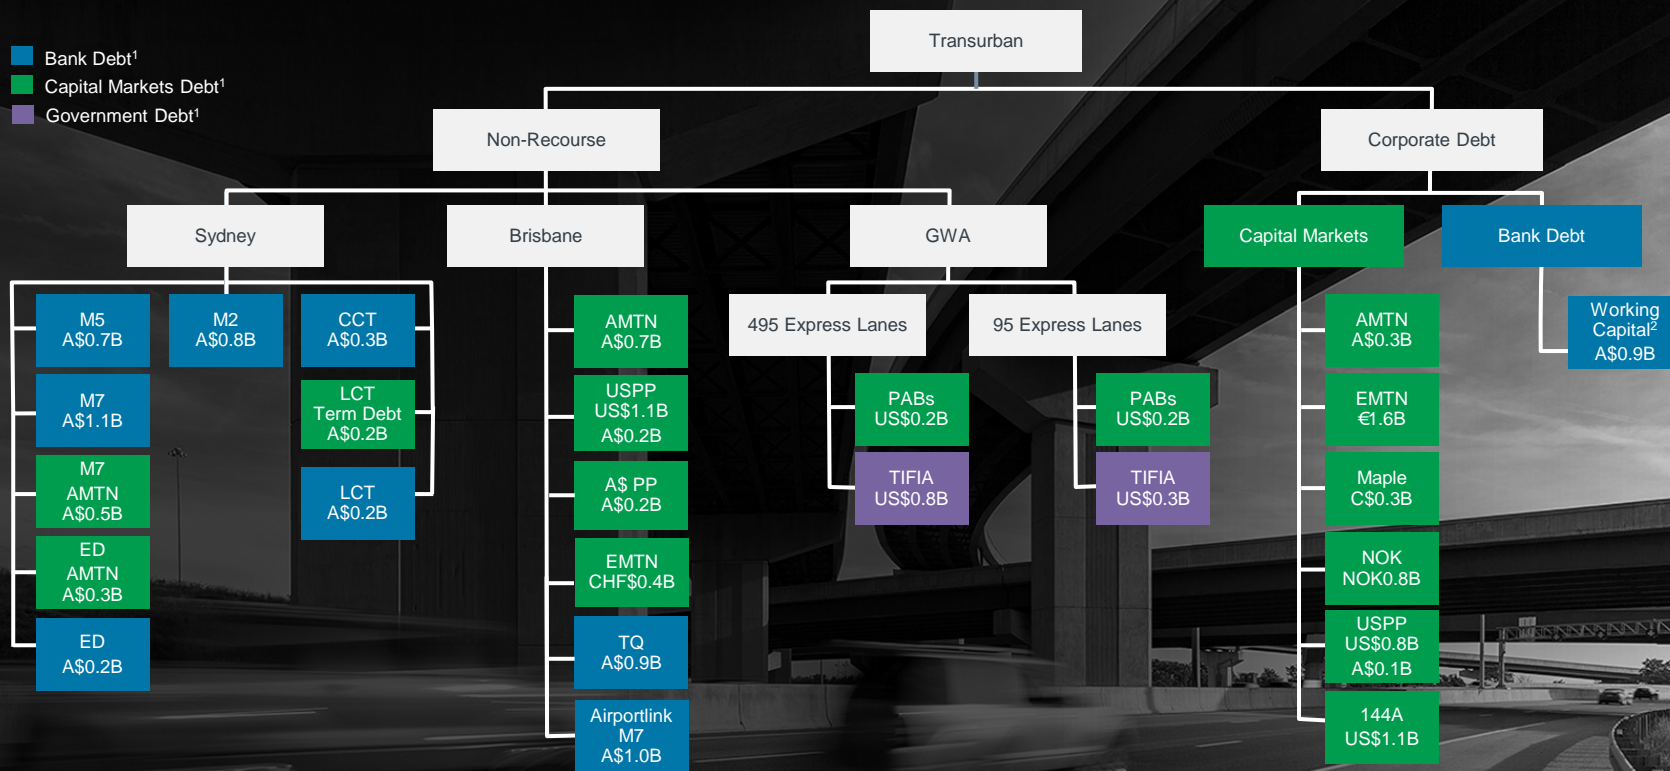 Transurban
Bank Debt¹
Capital Markets Debt¹
Government Debt¹
Non-Recourse
Corporate Debt
Sydney
Brisbane
GWA
Capital Markets
Bank Debt
M5
A$0.7B
M2
A$0.8B
CCT
A$0.3B
M7
A$1.1B
LCT
Term Debt
A$0.2B
M7
AMTN
A$0.5B
LCT
A$0.2B
ED
AMTN
A$0.3B
ED
A$0.2B
AMTN
A$0.7B
USPP
US$1.1B
A$0.2B
A$ PP
A$0.2B
EMTN
CHF$0.4B
TQ
A$0.9B
Airportlink
M7
A$1.0B
495 Express Lanes
95 Express Lanes
PABs
US$0.2B
TIFIA
US$0.8B
PABs
US$0.2B
TIFIA
US$0.3B
AMTN
A$0.3B
EMTN
€1.6B
Maple
C$0.3B
NOK
NOK0.8B
USPP
US$0.8B
A$0.1B
144A
US$1.1B
Working
Capital²
A$0.9B